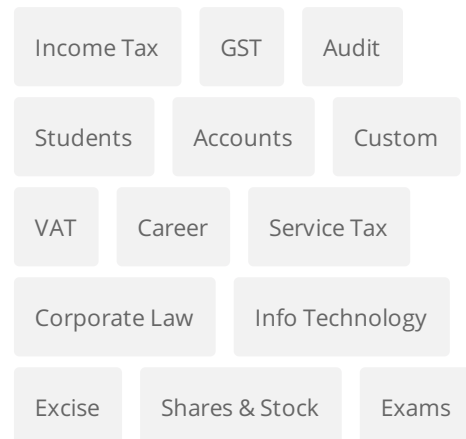 Income Tax GST Audit
Students Accounts Custom
VAT Career Service Tax
Corporate Law Info Technology
Excise Shares & Stock Exams